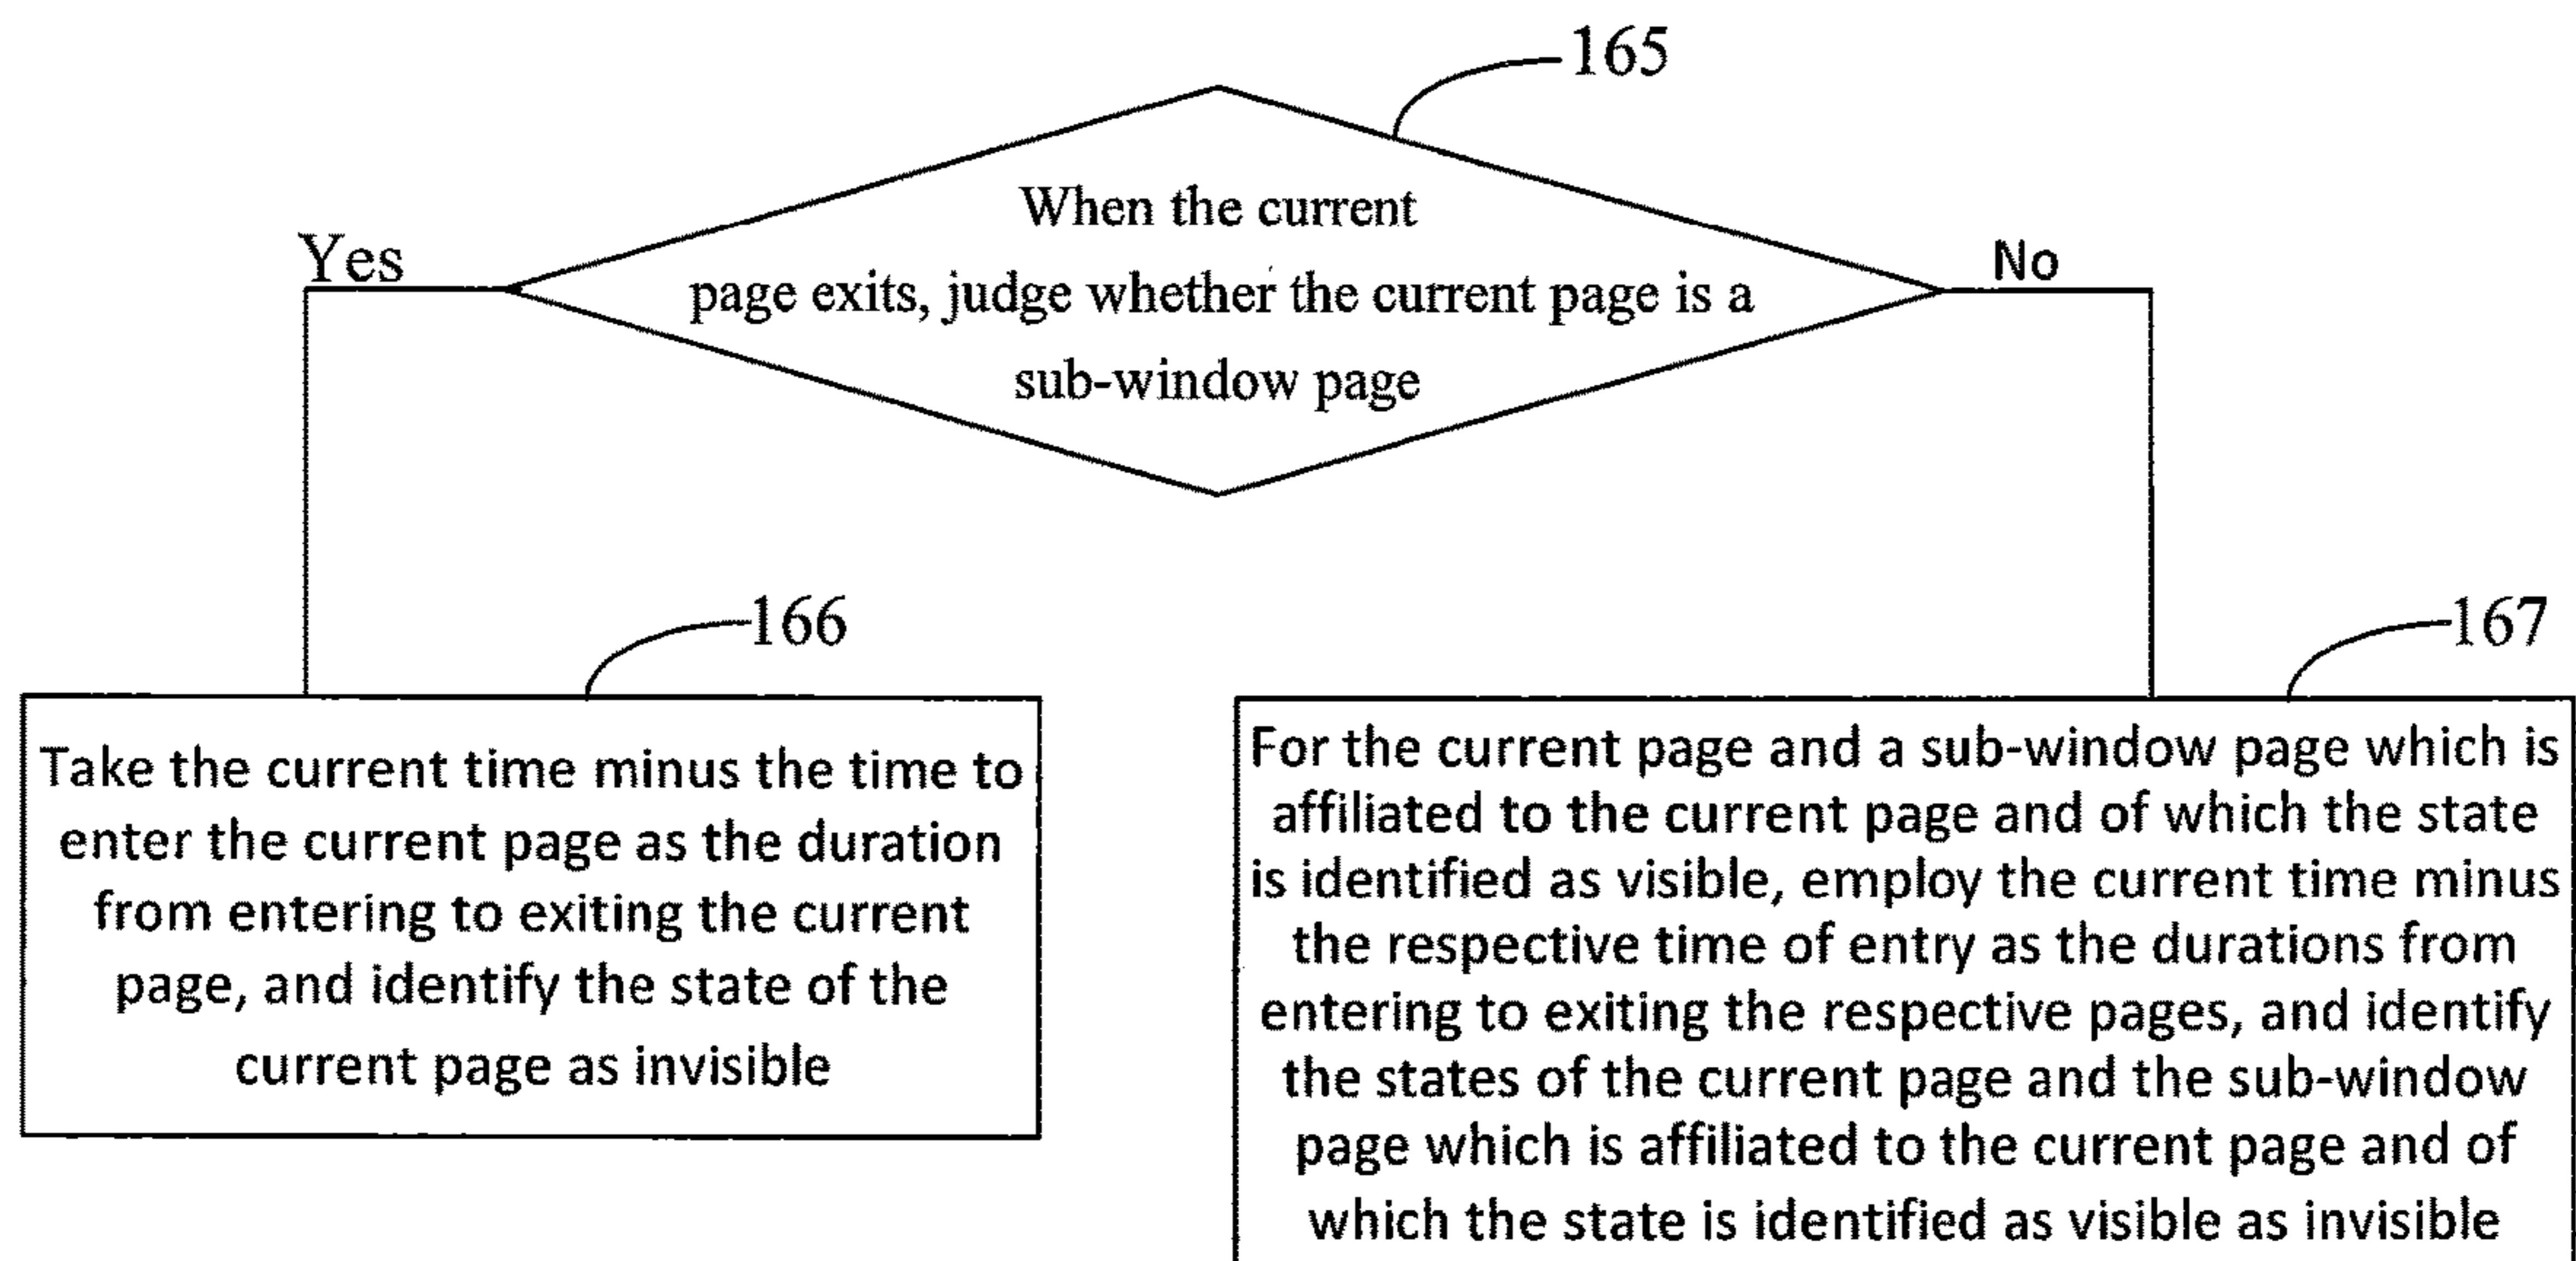 165
When the current
page exits, judge whether the current page is a
sub-window page
Yes
No
166
Take the current time minus the time to
enter the current page as the duration
from entering to exiting the current
page, and identify the state of the
current page as invisible
167
For the current page and a sub-window page which is
affiliated to the current page and of which the state
is identified as visible, employ the current time minus
the respective time of entry as the durations from
entering to exiting the respective pages, and identify
the states of the current page and the sub-window
page which is affiliated to the current page and of
which the state is identified as visible as invisible